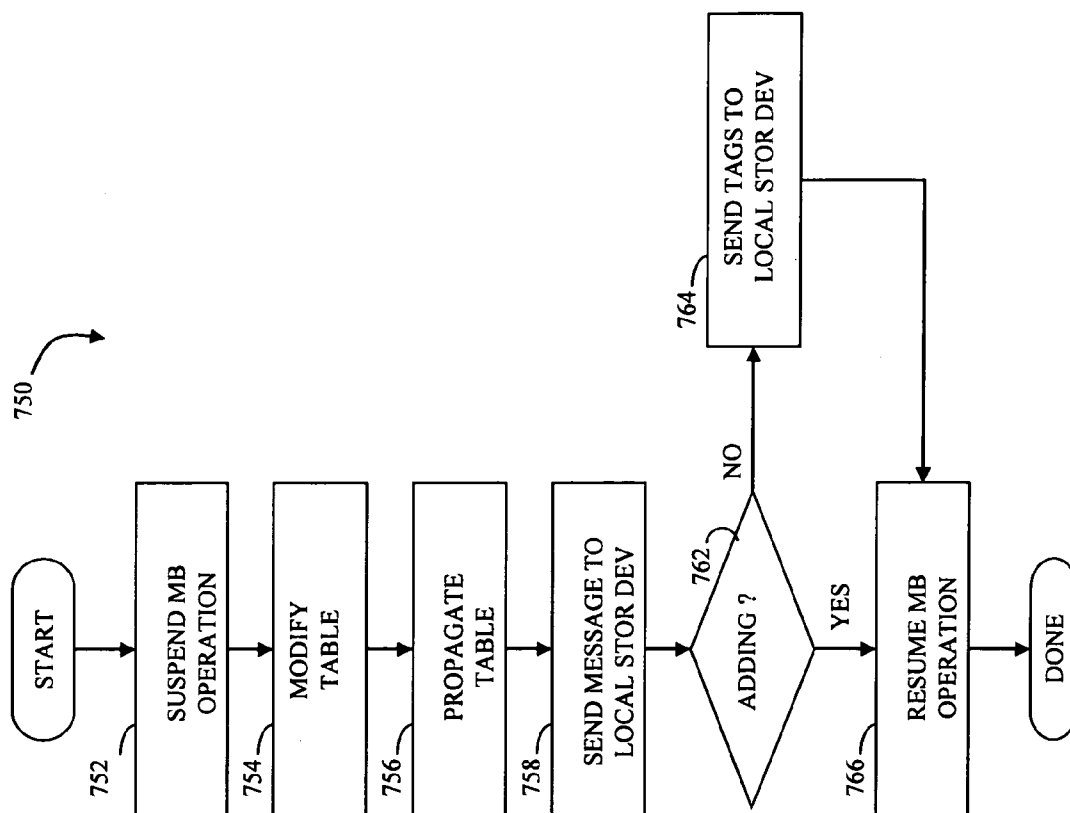 750
START
752
SUSPEND MB
OPERATION
754
MODIFY
TABLE
756
PROPAGATE
TABLE
758
SEND MESSAGE TO
LOCAL STOR DEV
762
ADDING ?
NO
764
SEND TAGS TO
LOCAL STOR DEV
YES
766
RESUME MB
OPERATION
DONE